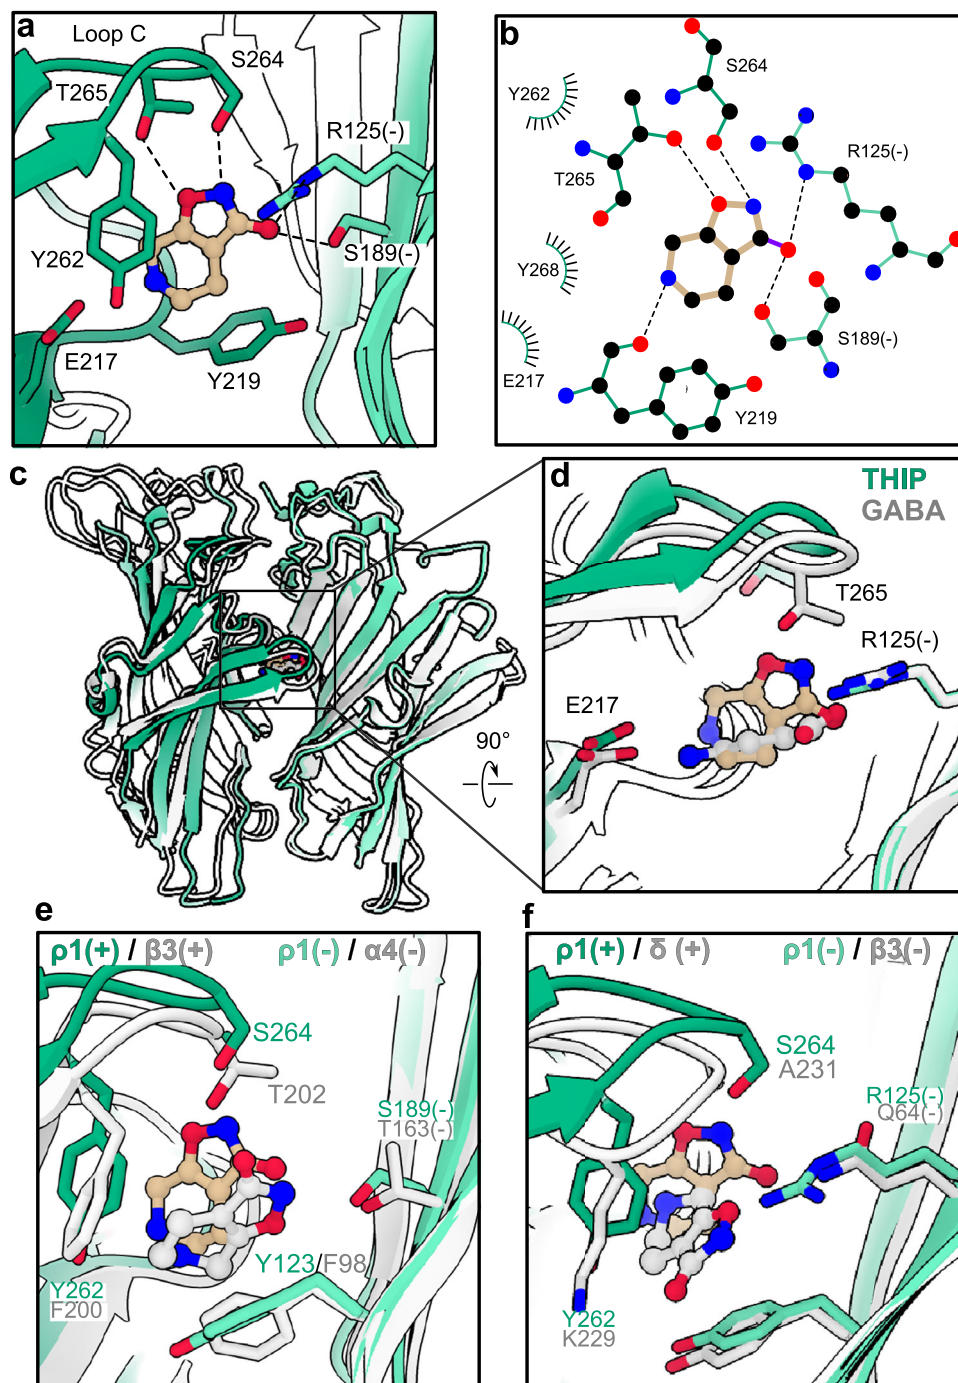 a
Loop C
S264
T265
R125(-)
Y262
S189(-)
E217
Y219
b
S264
Y262
R125(-)
T265
Y268
S189(-)
E217
Y219
c
90°
d
THIP
GABA
T265
R125(-)
E217
e
ρ1(+) / β3(+) ρ1(-) / α4(-)
S264
T202
S189(-)
T163(-)
Y123/F98
Y262
F200
f
ρ1(+) / δ (+) ρ1(-) / β3(-)
S264
A231
R125(-)
Q64(-)
Y262
K229